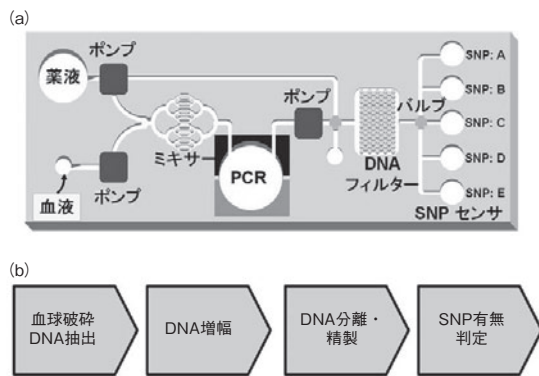 (a)
ポンプ
薬液
ミキサ
ポンプ
血液
PCR
ポンプ
DNA
フィルター
バルブ
SNP: A
SNP: B
SNP: C
SNP: D
SNP: E
SNP センサ
(b)
血球破砕
DNA抽出
DNA増幅
DNA分離・
精製
SNP有無
判定